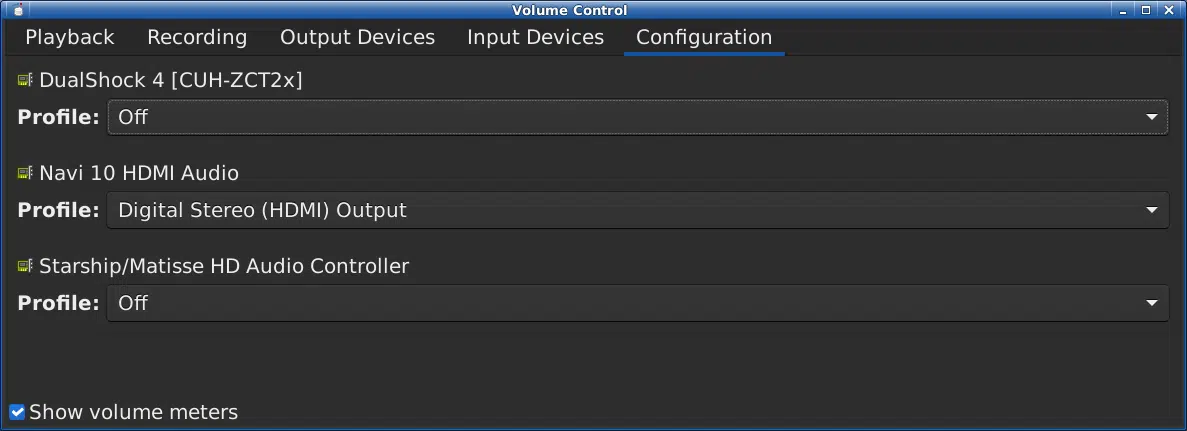 Volume Control
Playback Recording Output Devices Input Devices Configuration
DualShock 4 [CUH-ZCT2x]
Profile: Off
Navi 10 HDMI Audio
Profile: Digital Stereo (HDMI) Output
Starship/Matisse HD Audio Controller
Profile: Off
Show volume meters